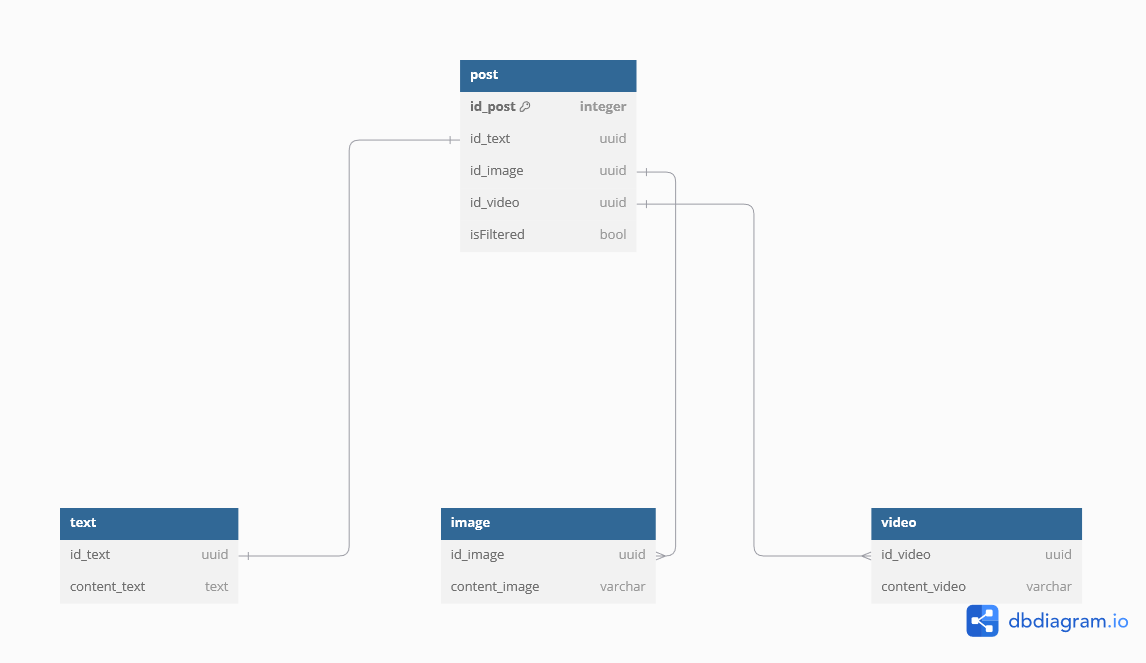 post
id_post integer
id_text uuid
id_image uuid
id_video uuid
isFiltered bool
text
id_text uuid
content_text text
image
id_image uuid
content_image varchar
video
id_video uuid
content_video varchar
dbdiagram.io